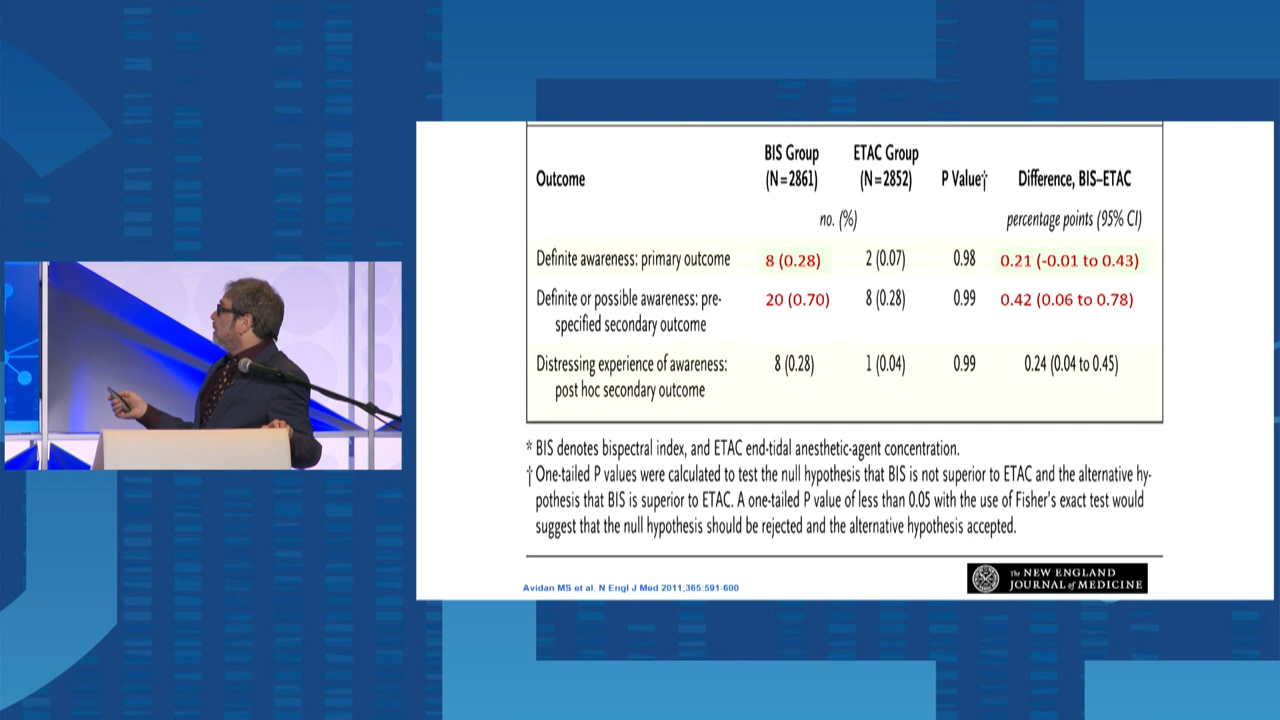 BIS Group
(N=2861)
ETAC Group
(N=2852)
Outcome
P Value†
Difference, BIS–ETAC
no. (%)
percentage points (95% CI)
Definite awareness: primary outcome 8 (0.28) 2 (0.07) 0.98 0.21 (-0.01 to 0.43)
Definite or possible awareness: pre- 20 (0.70) 8 (0.28) 0.99 0.42 (0.06 to 0.78)
specified secondary outcome
Distressing experience of awareness: 8 (0.28) 1 (0.04) 0.99 0.24 (0.04 to 0.45)
post hoc secondary outcome
* BIS denotes bispectral index, and ETAC end-tidal anesthetic-agent concentration.
† One-tailed P values were calculated to test the null hypothesis that BIS is not superior to ETAC and the alternative hy-
pothesis that BIS is superior to ETAC. A one-tailed P value of less than 0.05 with the use of Fisher's exact test would
suggest that the null hypothesis should be rejected and the alternative hypothesis accepted.
Avidan MS et al. N Engl J Med 2011;365:591-600
The NEW ENGLAND
JOURNAL of MEDICINE